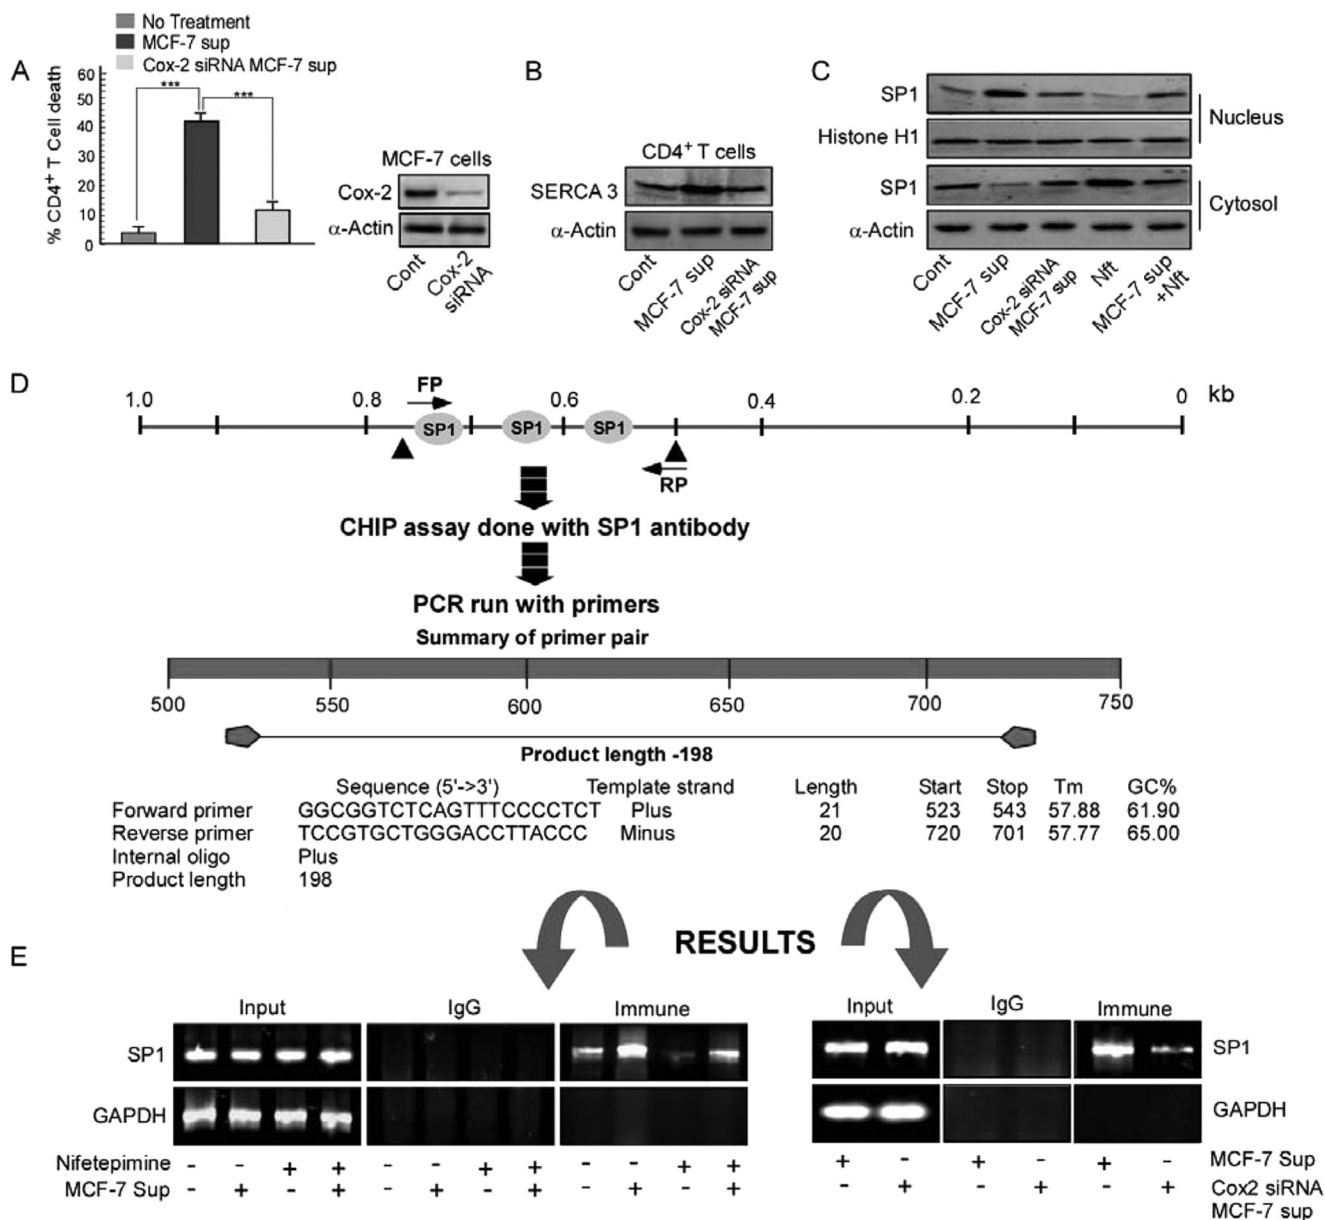 No Treatment
MCF-7 sup
Cox-2 siRNA MCF-7 sup
A
% CD4+ T Cell death
60
50
40
30
20
10
0
***
***
MCF-7 cells
Cox-2
α-Actin
Cont
Cox-2 siRNA
B
CD4+ T cells
SERCA 3
α-Actin
Cont
MCF-7 sup
Cox-2 siRNA MCF-7 sup
C
SP1
Histone H1
Nucleus
SP1
α-Actin
Cytosol
Cont
MCF-7 sup
Cox-2 siRNA MCF-7 sup
Nft
MCF-7 sup +Nft
D
FP
1.0 0.8 0.6 0.4 0.2 0 kb
SP1 SP1 SP1
RP
CHIP assay done with SP1 antibody
PCR run with primers
Summary of primer pair
500 550 600 650 700 750
Product length -198
Sequence (5'->3') Template strand Length Start Stop Tm GC%
Forward primer GGCGGTCTCAGTTTCCCCTCT Plus 21 523 543 57.88 61.90
Reverse primer TCCGTGCTGGGACCTTACCC Minus 20 720 701 57.77 65.00
Internal oligo Plus
Product length 198
RESULTS
E
Input IgG Immune
SP1
GAPDH
Nifetepimine - - + + - - + + - - + +
MCF-7 Sup - + - + - + - + - + - +
Input IgG Immune
SP1
GAPDH
+ - + - + - MCF-7 Sup
- + - + - + Cox2 siRNA
MCF-7 sup